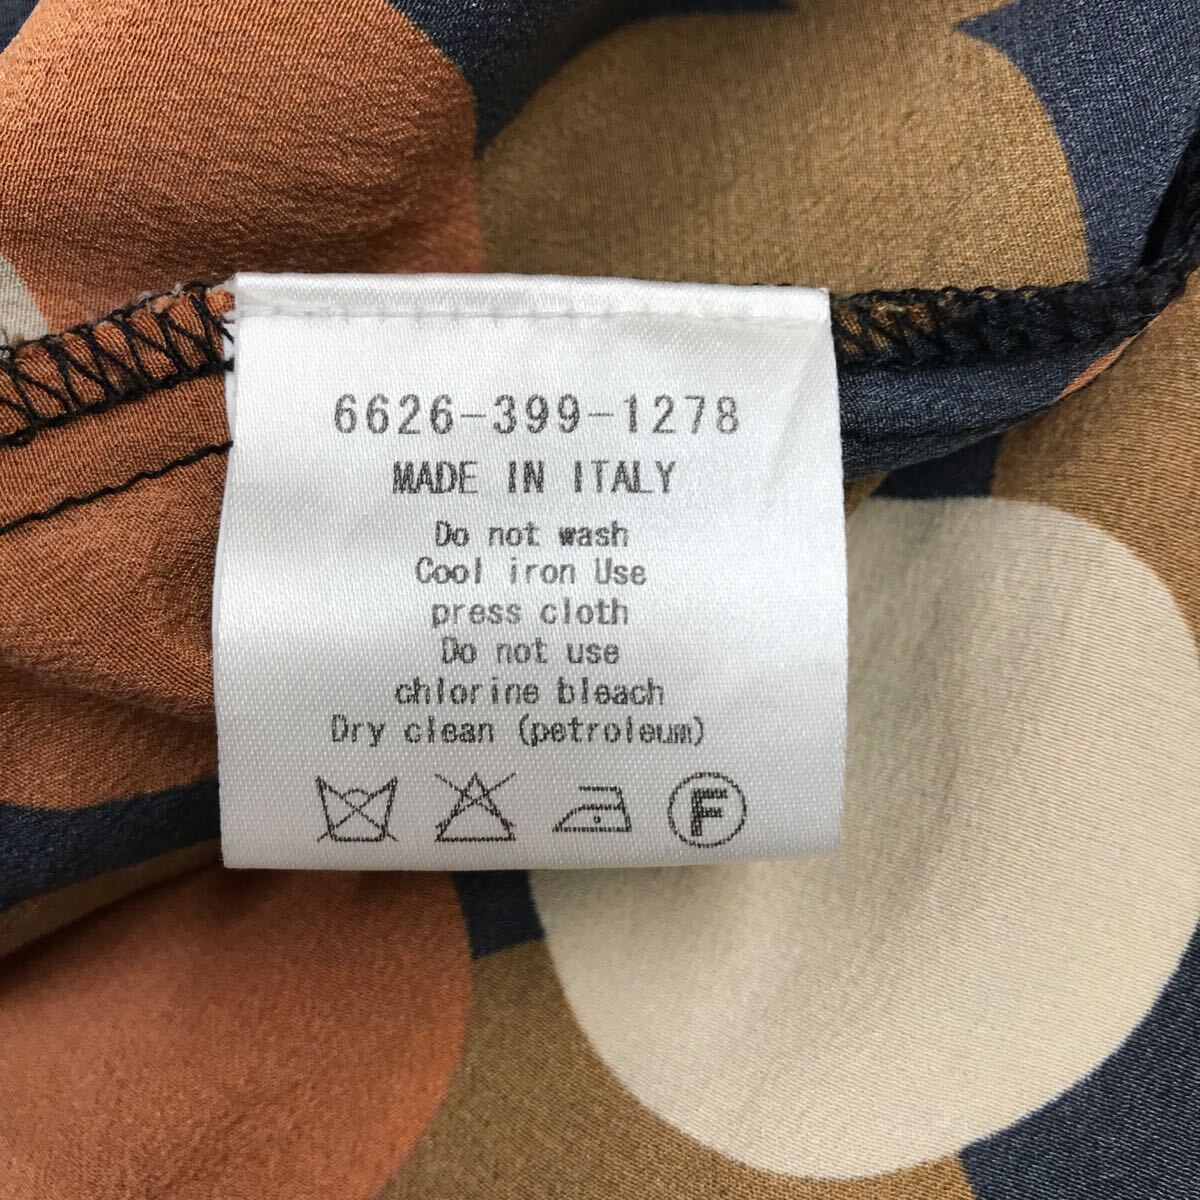 6626-399-1278
MADE IN ITALY
Do not wash
Cool iron Use
press cloth
Do not use
chlorine bleach
Dry clean (petroleum)
F